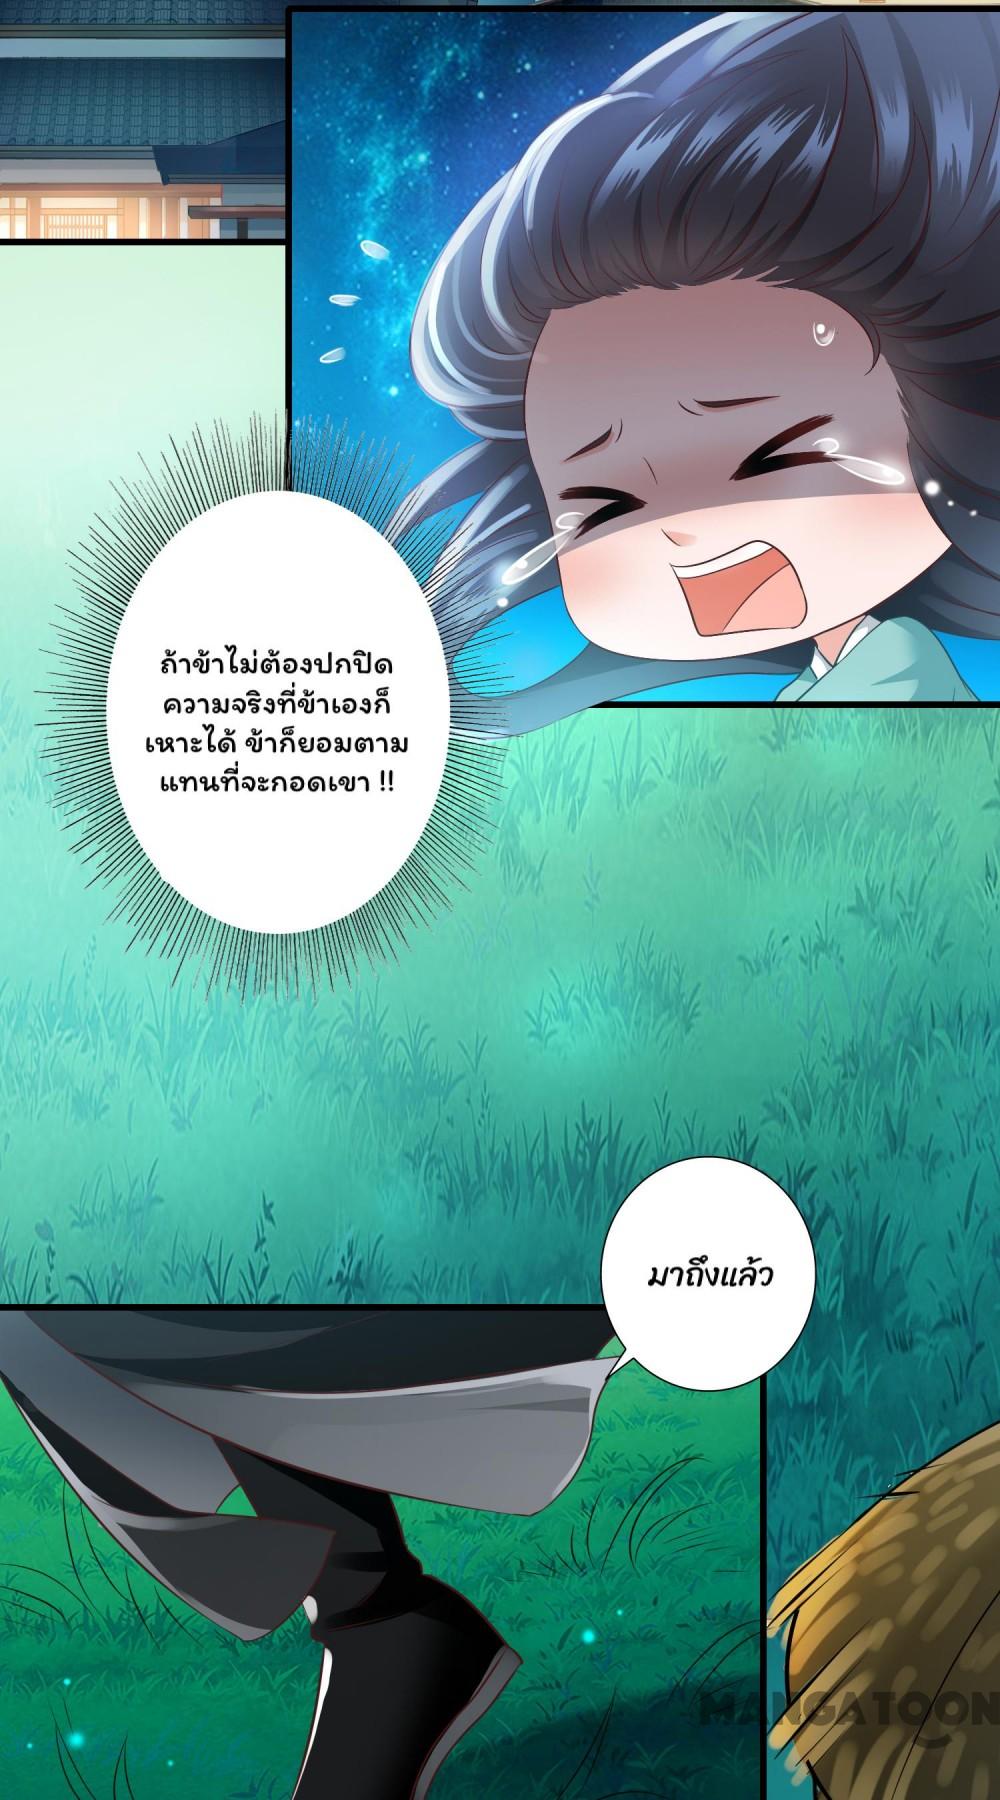 ถ้าข้าไม่ต้องปกปิด
ความจริงที่ข้าเองก็
เหาะได้ ข้าก็ยอมตาม
แทนที่จะกอดเขา !!
มาถึงแล้ว
MANGATOON